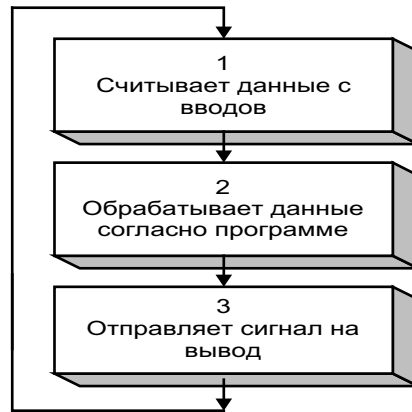 1
Считывает данные с
вводов
2
Обрабатывает данные
согласно программе
3
Отправляет сигнал на
вывод